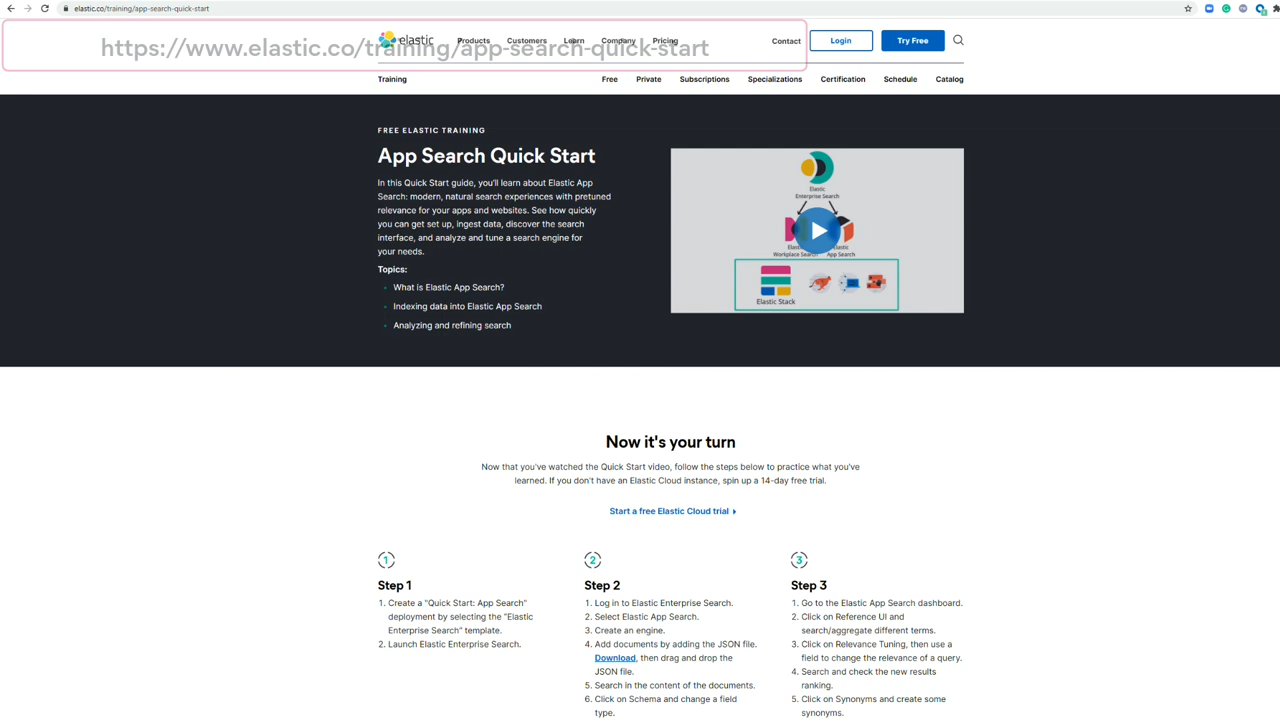 elastic.co/training/app-search-quick-start
https://www.elastic.co/training/app-search-quick-start
elastic
Products Customers Learn Company Pricing
Contact Login Try Free
Training Free Private Subscriptions Specializations Certification Schedule Catalog
FREE ELASTIC TRAINING
App Search Quick Start
In this Quick Start guide, you'll learn about Elastic App
Search: modern, natural search experiences with pretuned
relevance for your apps and websites. See how quickly
you can get set up, ingest data, discover the search
interface, and analyze and tune a search engine for
your needs.
Topics:
What is Elastic App Search?
Indexing data into Elastic App Search
Analyzing and refining search
Elastic
Enterprise Search
Workplace Search
App Search
Elastic Stack
Now it's your turn
Now that you've watched the Quick Start video, follow the steps below to practice what you've
learned. If you don't have an Elastic Cloud instance, spin up a 14-day free trial.
Start a free Elastic Cloud trial
1
Step 1
1. Create a "Quick Start: App Search"
deployment by selecting the "Elastic
Enterprise Search" template.
2. Launch Elastic Enterprise Search.
2
Step 2
1. Log in to Elastic Enterprise Search.
2. Select Elastic App Search.
3. Create an engine.
4. Add documents by adding the JSON file.
Download, then drag and drop the
JSON file.
5. Search in the content of the documents.
6. Click on Schema and change a field
type.
3
Step 3
1. Go to the Elastic App Search dashboard.
2. Click on Reference UI and
search/aggregate different terms.
3. Click on Relevance Tuning, then use a
field to change the relevance of a query.
4. Search and check the new results
ranking.
5. Click on Synonyms and create some
synonyms.